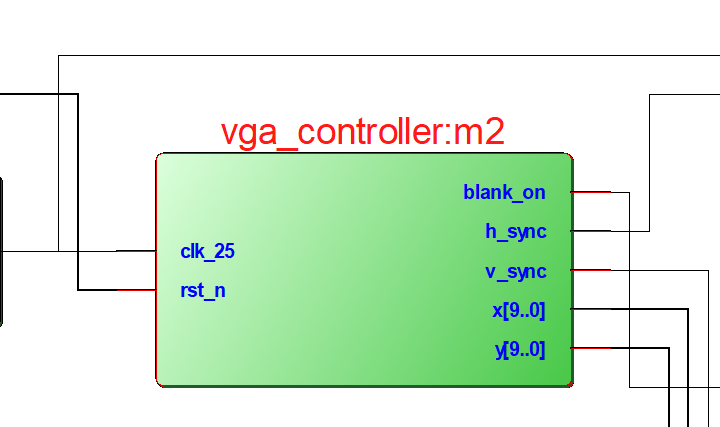 vga_controller:m2
blank_on
h_sync
clk_25
v_sync
rst_n
x[9..0]
y[9..0]